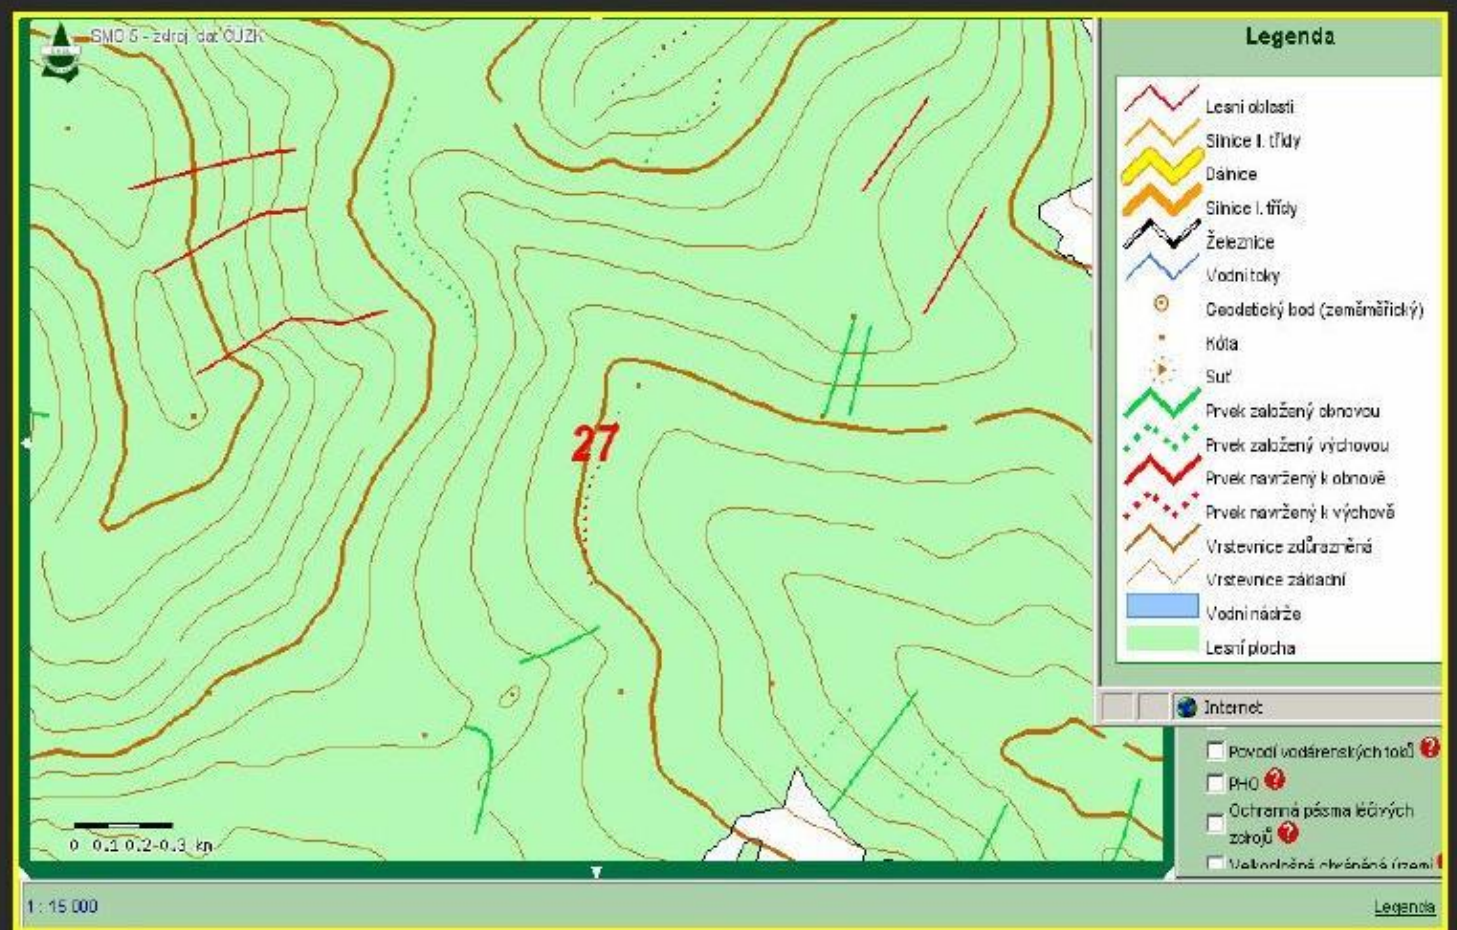 SMO 5 - zdroj dat ČÚZK
Legenda
Lesní oblasti
Silnice II. třídy
Dálnice
Silnice I. třídy
Železnice
Vodní toky
Geodetický bod (zeměměřický)
Kóta
Suť
Prvek založený obnovou
Prvek založený výchovou
27
Prvek navržený k obnově
Prvek navržený k výchově
Vrstevnice zdůrazněná
Vrstevnice základní
Vodní nádrže
Lesní plocha
Internet
Povodí vodárenských toků ?
PHO ?
Ochranná pásma léčivých
zdrojů ?
Velkoplošná chráněná území
0 0.1 0.2 0.3 km
1 : 15 000
Legenda